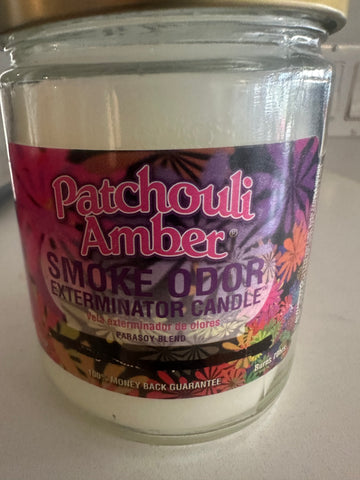 Patchouli
Amber®
SMOKE ODOR
EXTERMINATOR CANDLE
Vela exterminador de olores
PARASOY BLEND
100% MONEY BACK GUARANTEE